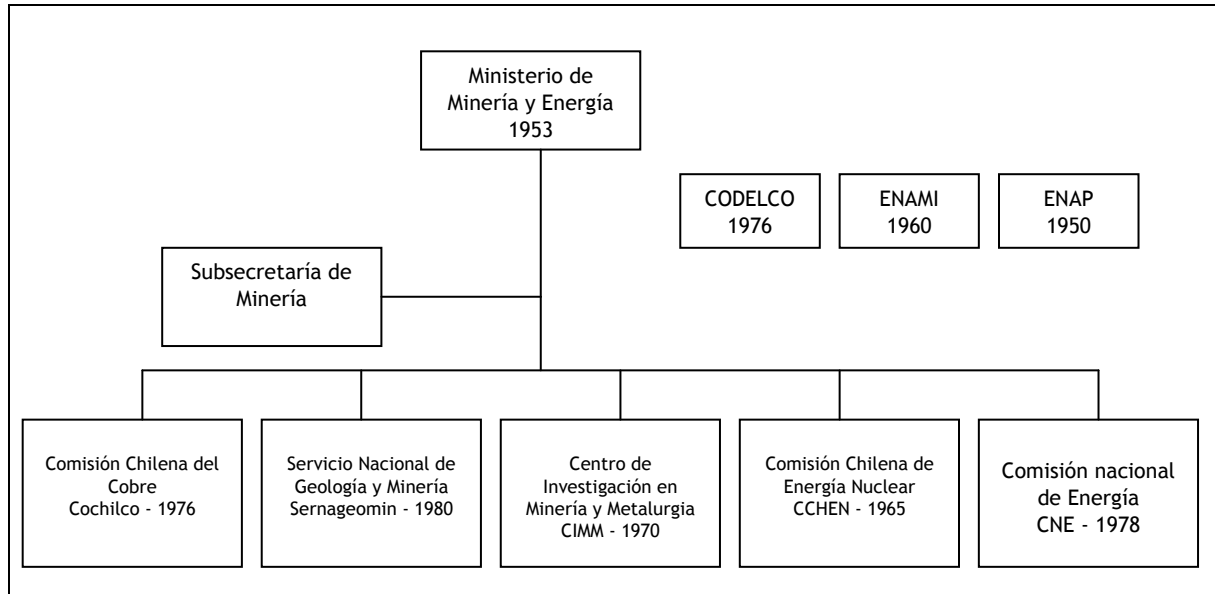 Ministerio de
Minería y Energía
1953
CODELCO
1976
ENAMI
1960
ENAP
1950
Subsecretaría de
Minería
Comisión Chilena del
Cobre
Cochilco - 1976
Servicio Nacional de
Geología y Minería
Sernageomin - 1980
Centro de
Investigación en
Minería y Metalurgia
CIMM - 1970
Comisión Chilena de
Energía Nuclear
CCHEN - 1965
Comisión nacional
de Energía
CNE - 1978